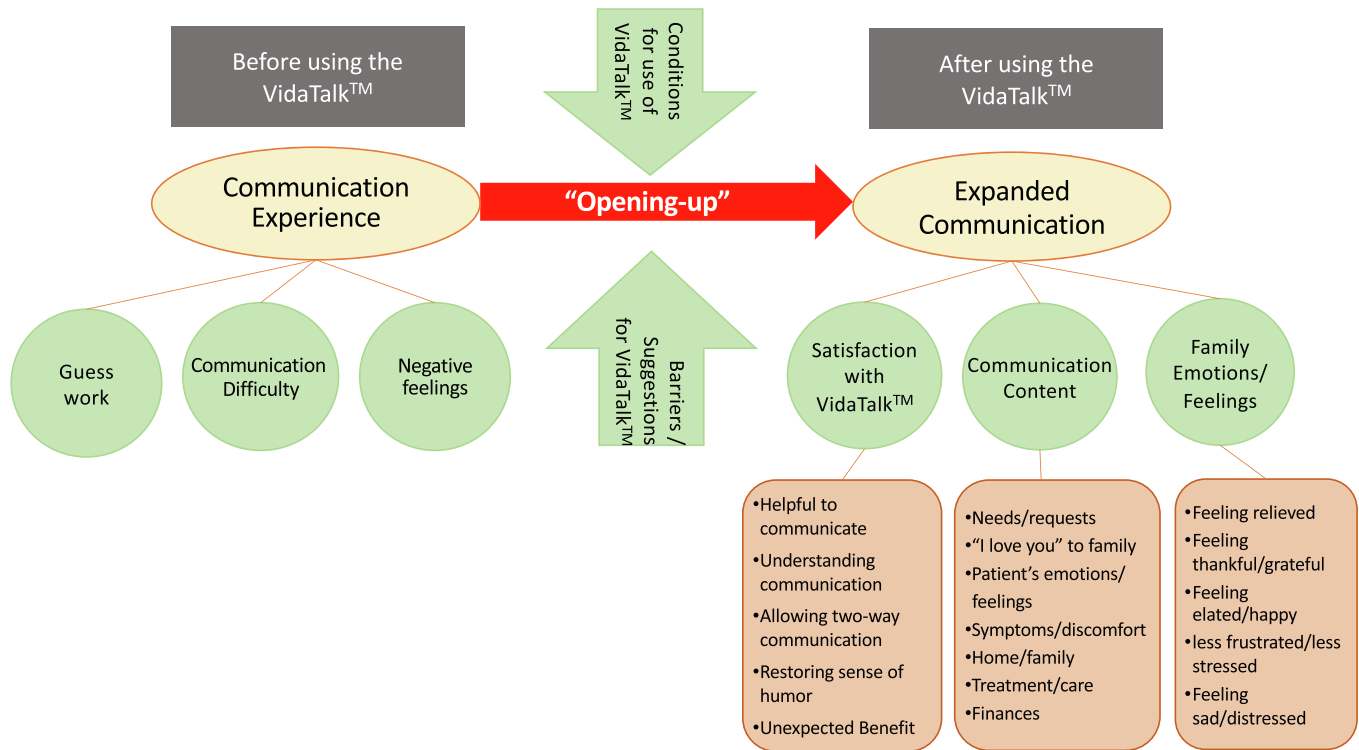 Before using the
VidaTalk™
Conditions
for use of
VidaTalk™
After using the
VidaTalk™
Communication
Experience
“Opening-up”
Expanded
Communication
Guess
work
Communication
Difficulty
Negative
feelings
Barriers /
Suggestions
for VidaTalk™
Satisfaction
with
VidaTalk™
Communication
Content
Family
Emotions/
Feelings
•Helpful to
communicate
•Understanding
communication
•Allowing two-way
communication
•Restoring sense of
humor
•Unexpected Benefit
•Needs/requests
•“I love you” to family
•Patient’s emotions/
feelings
•Symptoms/discomfort
•Home/family
•Treatment/care
•Finances
•Feeling relieved
•Feeling
thankful/grateful
•Feeling
elated/happy
•less frustrated/less
stressed
•Feeling
sad/distressed